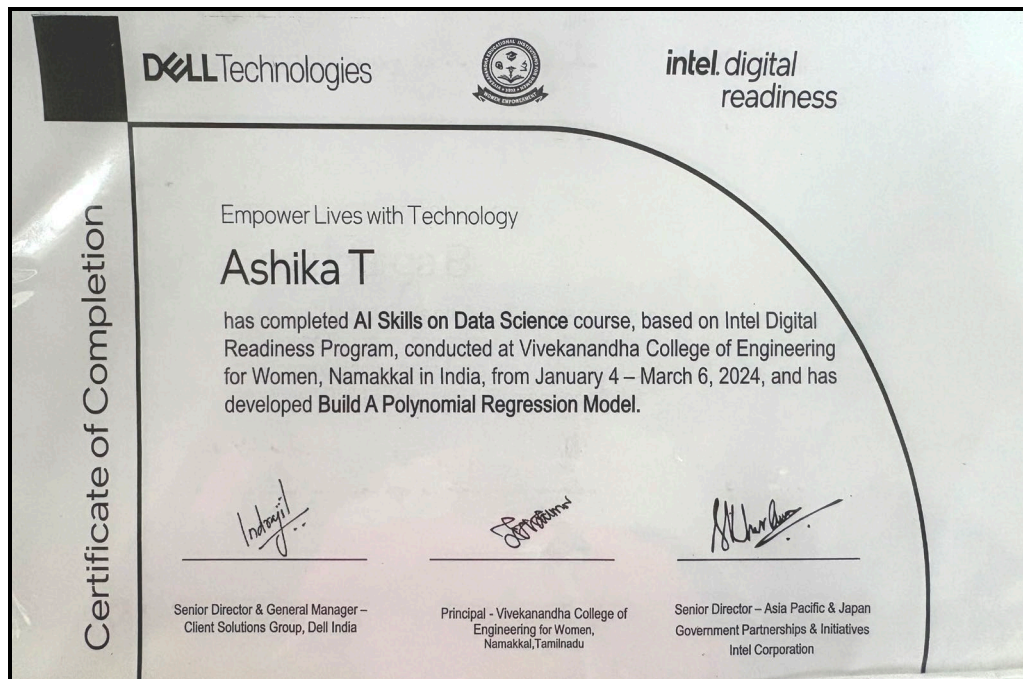 DELL Technologies
WOMEN EMPOWERMENT
intel. digital
readiness
Certificate of Completion
Empower Lives with Technology
Ashika T
has completed AI Skills on Data Science course, based on Intel Digital
Readiness Program, conducted at Vivekanandha College of Engineering
for Women, Namakkal in India, from January 4 – March 6, 2024, and has
developed Build A Polynomial Regression Model.
Indrajit
Senior Director & General Manager –
Client Solutions Group, Dell India
Principal - Vivekanandha College of
Engineering for Women,
Namakkal,Tamilnadu
Senior Director – Asia Pacific & Japan
Government Partnerships & Initiatives
Intel Corporation